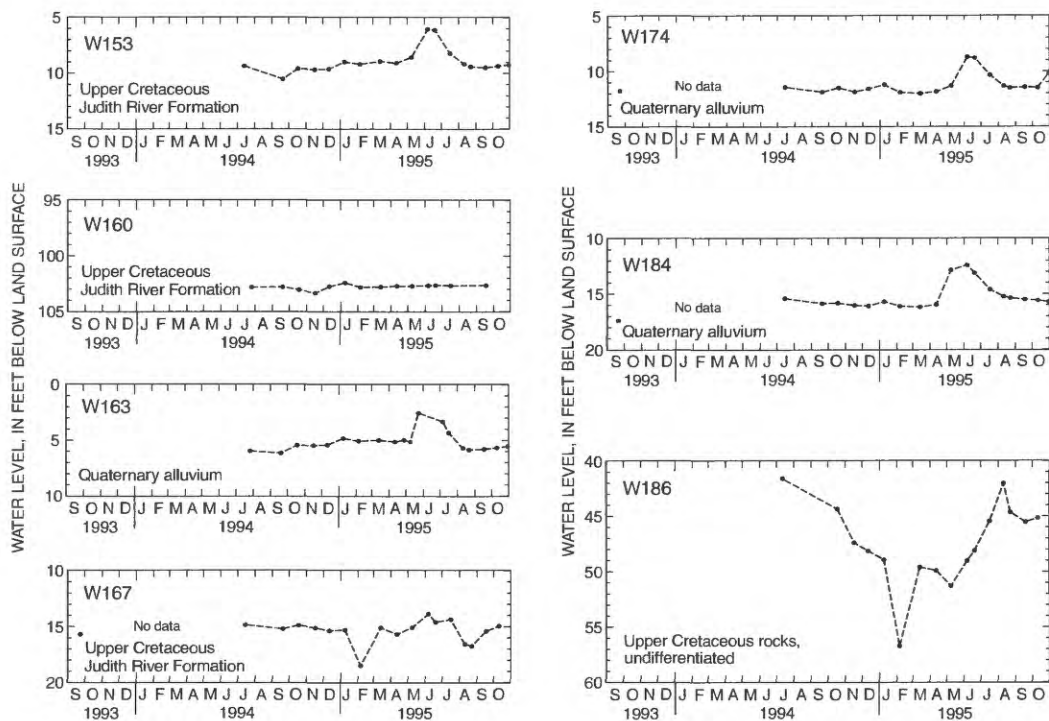 WATER LEVEL, IN FEET BELOW LAND SURFACE
5
W153
10
Upper Cretaceous
Judith River Formation
15
S O N D J F M A M J J A S O N D J F M A M J J A S O
1993 1994 1995
95
W160
100
Upper Cretaceous
Judith River Formation
105
S O N D J F M A M J J A S O N D J F M A M J J A S O
1993 1994 1995
0
W163
5
Quaternary alluvium
10
S O N D J F M A M J J A S O N D J F M A M J J A S O
1993 1994 1995
10
W167
15
No data
Upper Cretaceous
Judith River Formation
20
S O N D J F M A M J J A S O N D J F M A M J J A S O
1993 1994 1995
WATER LEVEL, IN FEET BELOW LAND SURFACE
5
W174
10
No data
Quaternary alluvium
15
S O N D J F M A M J J A S O N D J F M A M J J A S O
1993 1994 1995
10
W184
15
No data
Quaternary alluvium
20
S O N D J F M A M J J A S O N D J F M A M J J A S O
1993 1994 1995
40
W186
45
50
55
Upper Cretaceous rocks,
undifferentiated
60
S O N D J F M A M J J A S O N D J F M A M J J A S O
1993 1994 1995